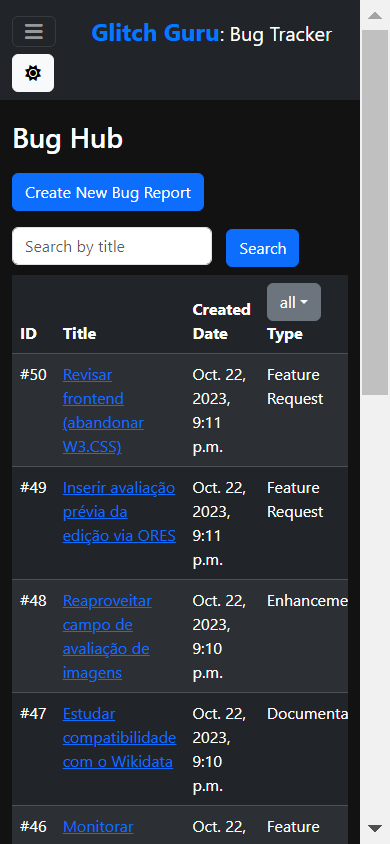 Glitch Guru: Bug Tracker
Bug Hub
Create New Bug Report
Search by title
Search
all
ID Title Created Date Type
#50 Revisar frontend (abandonar W3.CSS) Oct. 22, 2023, 9:11 p.m. Feature Request
#49 Inserir avaliação prévia da edição via ORES Oct. 22, 2023, 9:11 p.m. Feature Request
#48 Reaproveitar campo de avaliação de imagens Oct. 22, 2023, 9:10 p.m. Enhanceme
#47 Estudar compatibilidade com o Wikidata Oct. 22, 2023, 9:10 p.m. Documenta
#46 Monitorar Oct. 22, Feature